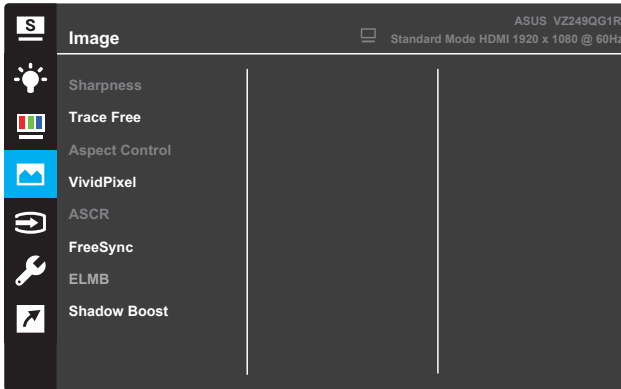 S
Image
ASUS VZ249QG1R
Standard Mode HDMI 1920 x 1080 @ 60Hz
Sharpness
Trace Free
Aspect Control
VividPixel
ASCR
FreeSync
ELMB
Shadow Boost